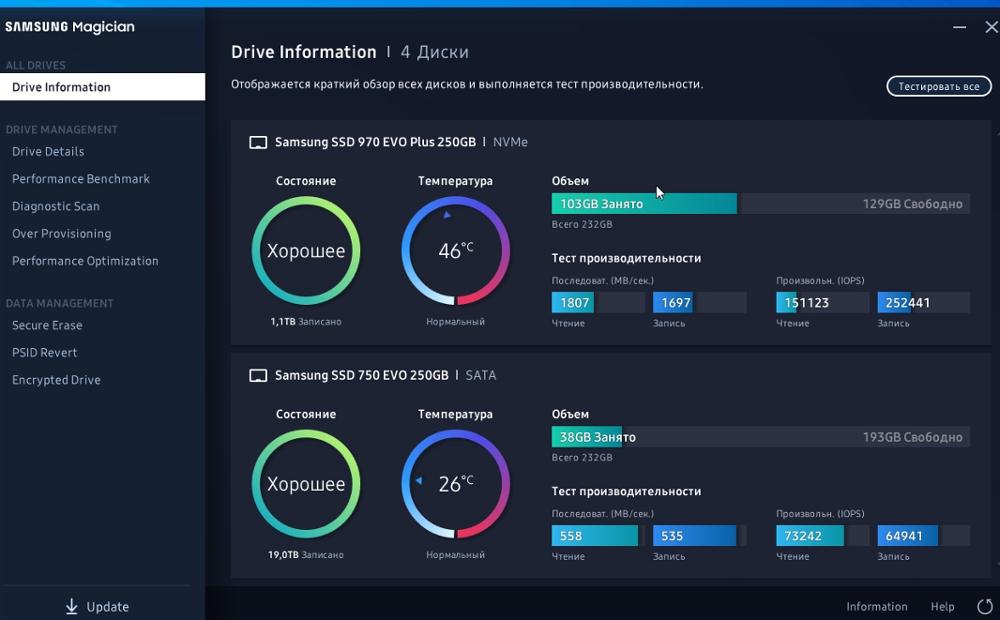 SAMSUNG Magician
ALL DRIVES
Drive Information
DRIVE MANAGEMENT
Drive Details
Performance Benchmark
Diagnostic Scan
Over Provisioning
Performance Optimization
DATA MANAGEMENT
Secure Erase
PSID Revert
Encrypted Drive
Update
Drive Information | 4 Диски
Отображается краткий обзор всех дисков и выполняется тест производительности.
Тестировать все
Samsung SSD 970 EVO Plus 250GB | NVMe
Состояние
Хорошее
1,1TB Записано
Температура
46°C
Нормальный
Объем
103GB Занято 129GB Свободно
Всего 232GB
Тест производительности
Последоват. (MB/сек.) Произвольн. (IOPS)
1807 1697 151123 252441
Чтение Запись Чтение Запись
Samsung SSD 750 EVO 250GB | SATA
Состояние
Хорошее
19,0TB Записано
Температура
26°C
Нормальный
Объем
38GB Занято 193GB Свободно
Всего 232GB
Тест производительности
Последоват. (MB/сек.) Произвольн. (IOPS)
558 535 73242 64941
Чтение Запись Чтение Запись
Information Help